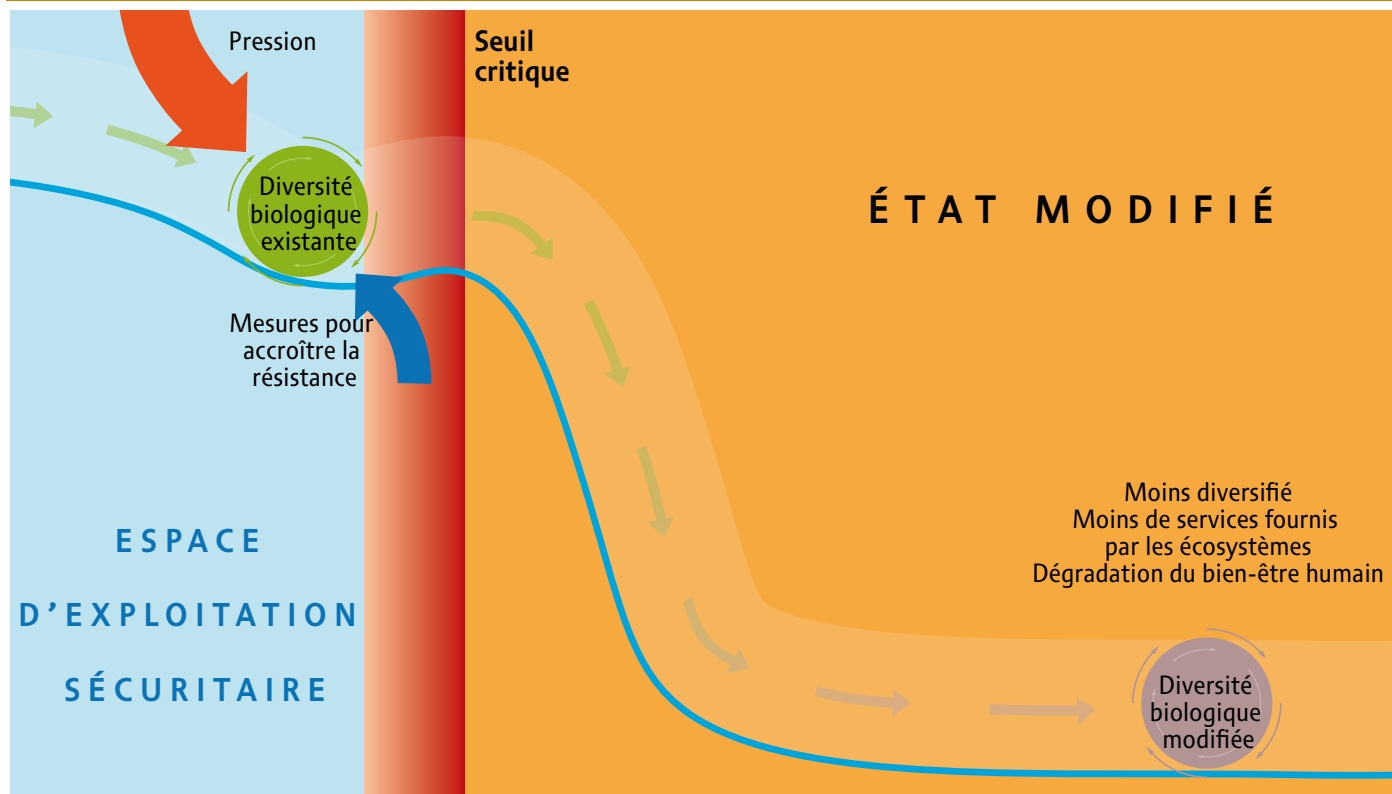 Pression
Seuil
critique
Diversité
biologique
existante
ÉTAT MODIFIÉ
Mesures pour
accroître la
résistance
ESPACE
D’EXPLOITATION
SÉCURITAIRE
Moins diversifié
Moins de services fournis
par les écosystèmes
Dégradation du bien-être humain
Diversité
biologique
modifiée